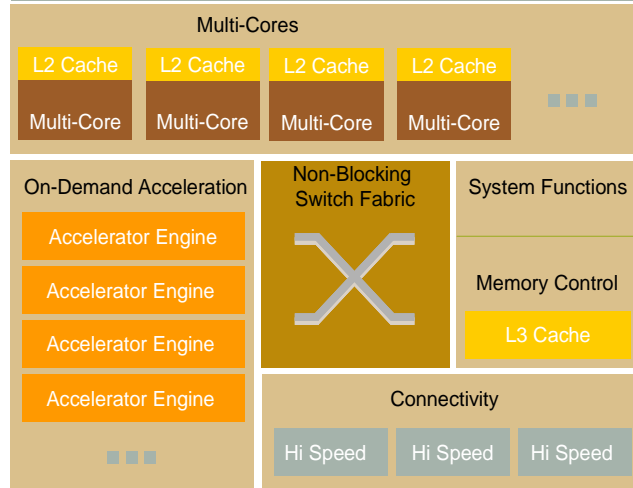 Multi-Cores
L2 Cache
L2 Cache
L2 Cache
L2 Cache
Multi-Core
Multi-Core
Multi-Core
Multi-Core
On-Demand Acceleration
Accelerator Engine
Accelerator Engine
Accelerator Engine
Accelerator Engine
Non-Blocking
Switch Fabric
System Functions
Memory Control
L3 Cache
Connectivity
Hi Speed
Hi Speed
Hi Speed